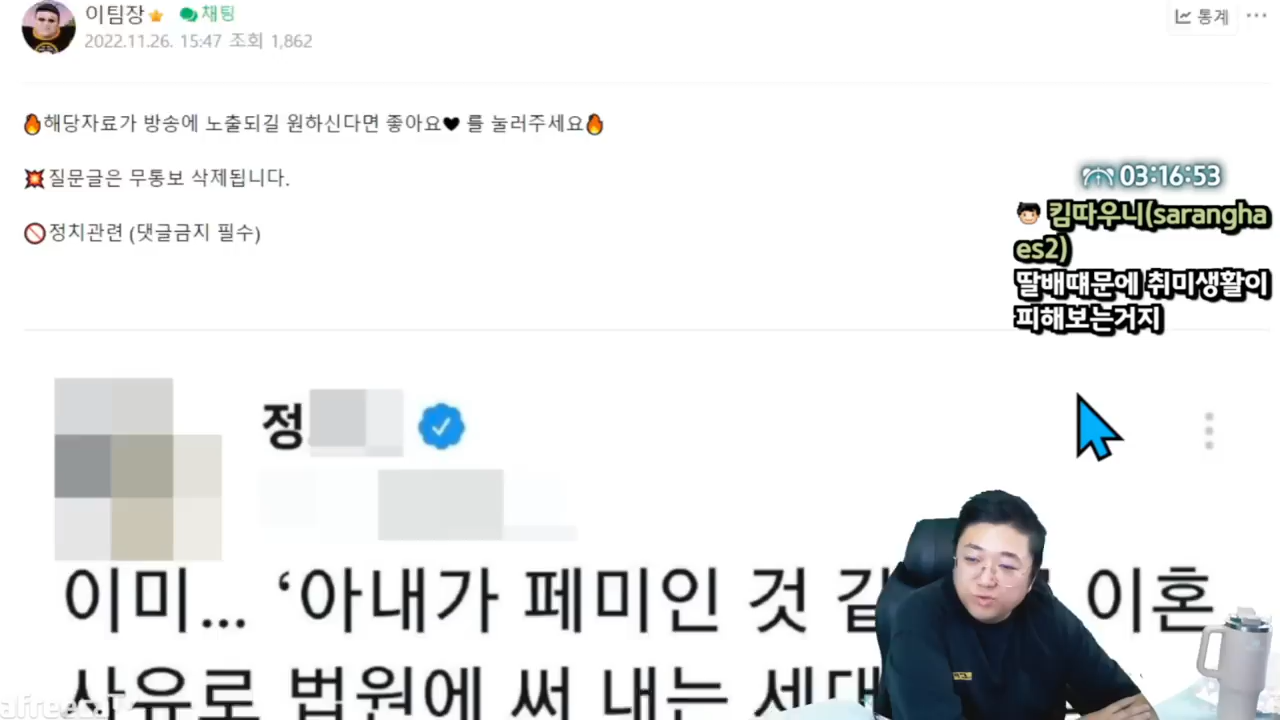 이팀장 채팅
통계
2022.11.26. 15:47 조회 1,862
해당자료가 방송에 노출되길 원하신다면 좋아요 를 눌러주세요
질문글은 무통보 삭제됩니다.
정치관련 (댓글금지 필수)
03:16:53
킴따우니(sarangha
es2)
딸배떄문에 취미생활이
피해보는거지
정
이미... ‘아내가 페미인 것 이혼
사유로 법원에 써 내는 세대
afreecaTV